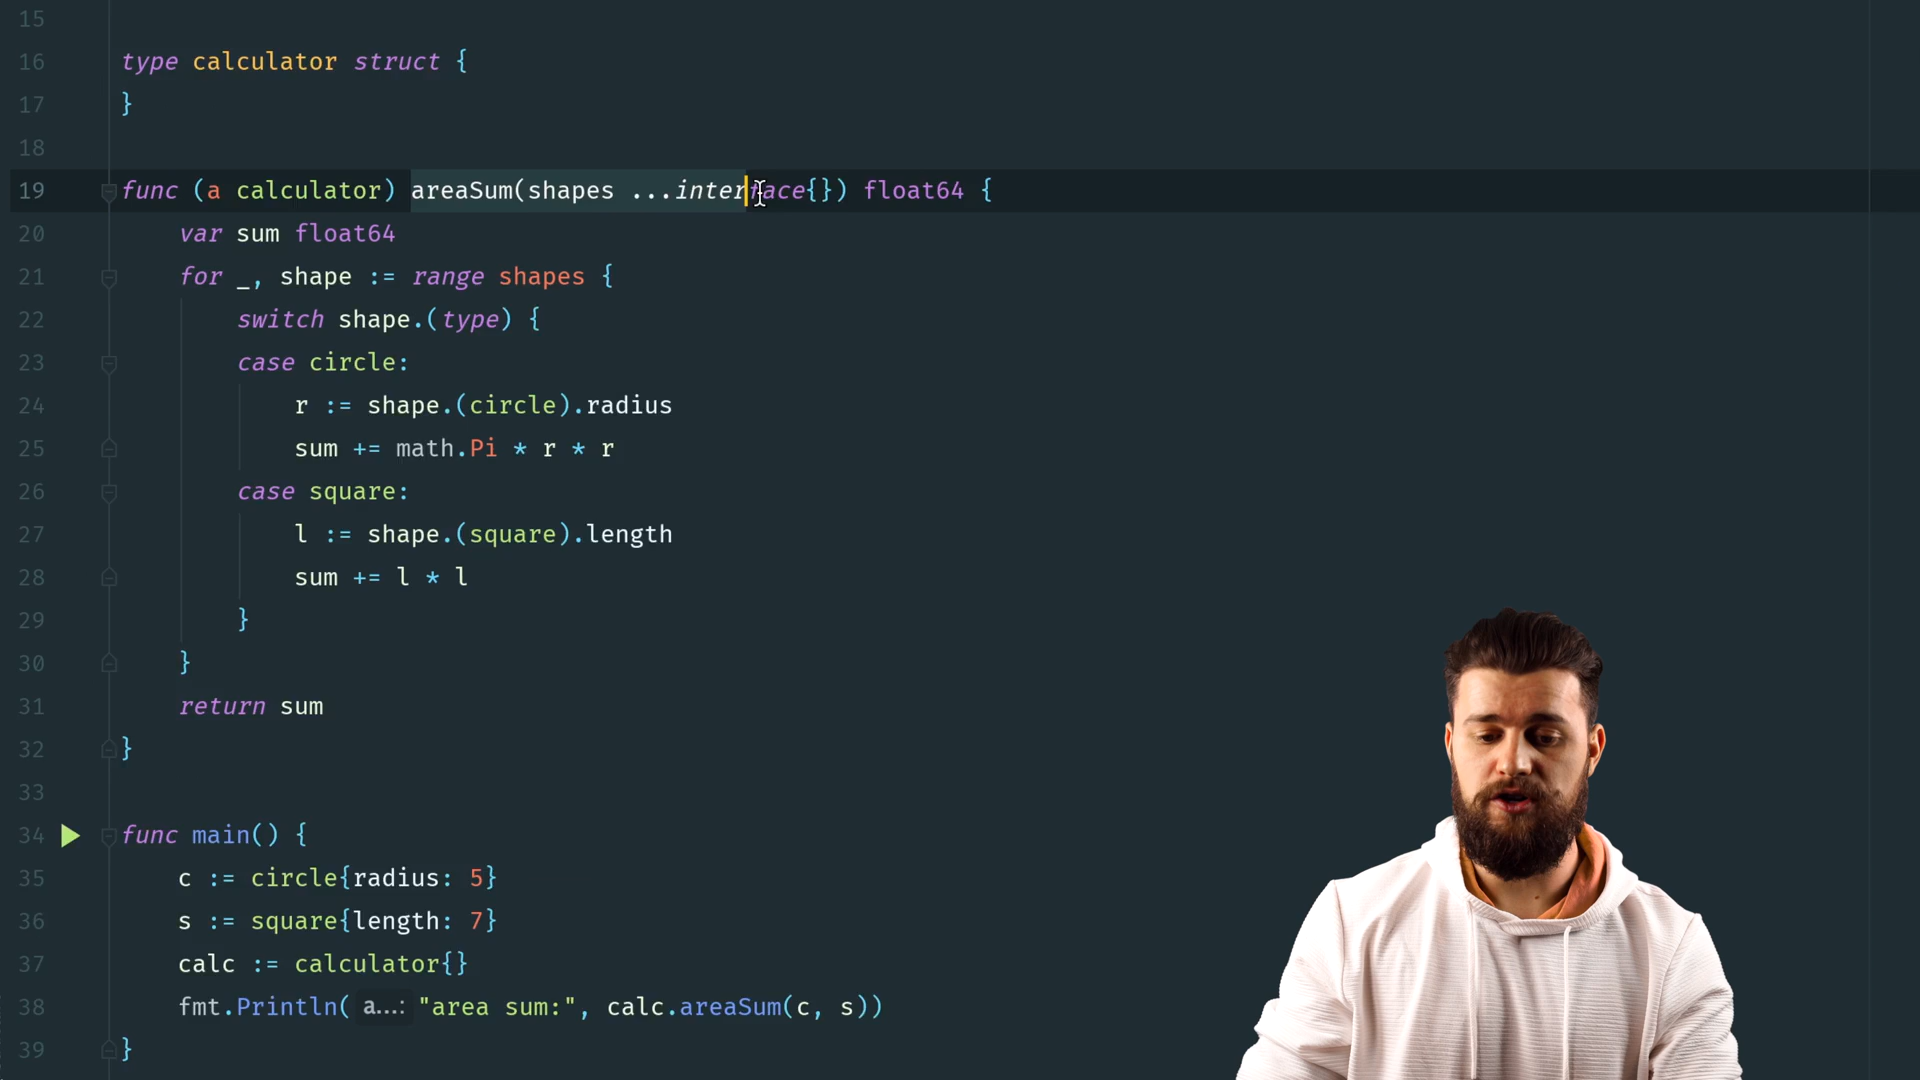 15
16 type calculator struct {
17 }
18
19 func (a calculator) areaSum(shapes ...interface{}) float64 {
20 var sum float64
21 for _, shape := range shapes {
22 switch shape.(type) {
23 case circle:
24 r := shape.(circle).radius
25 sum += math.Pi * r * r
26 case square:
27 l := shape.(square).length
28 sum += l * l
29 }
30 }
31 return sum
32 }
33
34 func main() {
35 c := circle{radius: 5}
36 s := square{length: 7}
37 calc := calculator{}
38 fmt.Println( a...: "area sum:", calc.areaSum(c, s))
39 }